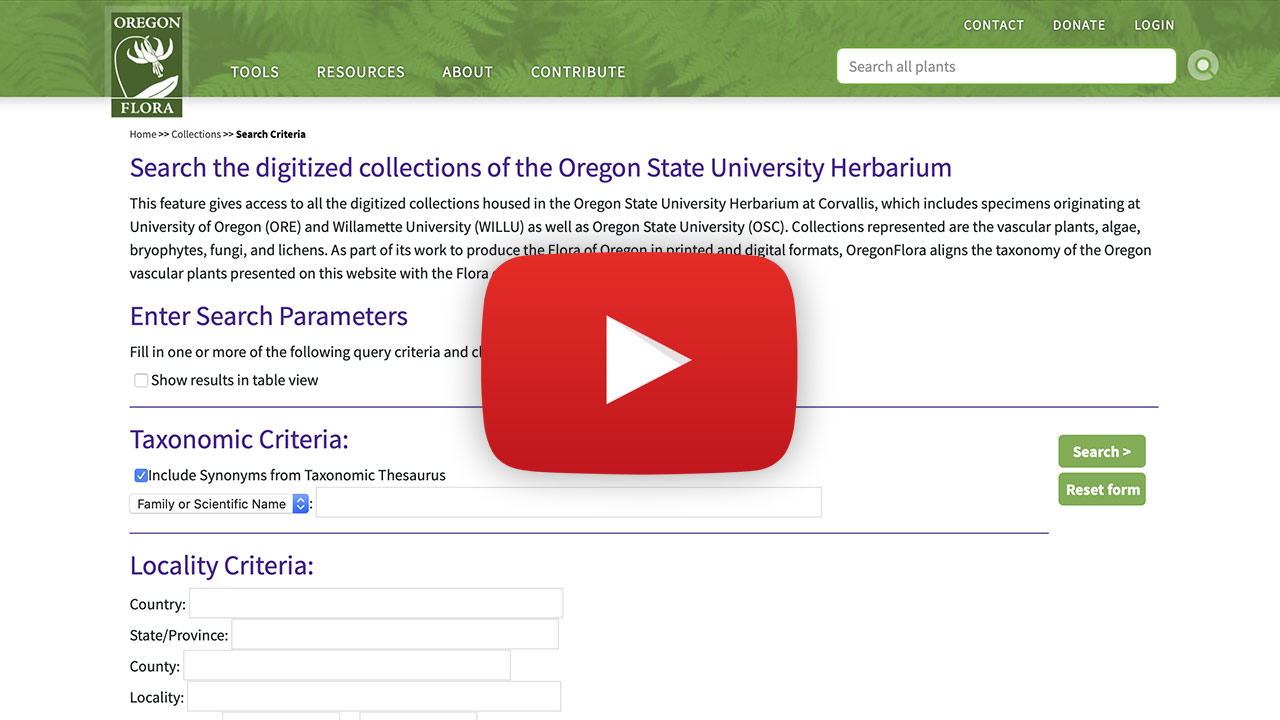 OREGON
FLORA
CONTACT DONATE LOGIN
TOOLS RESOURCES ABOUT CONTRIBUTE
Search all plants
Home >> Collections >> Search Criteria
Search the digitized collections of the Oregon State University Herbarium
This feature gives access to all the digitized collections housed in the Oregon State University Herbarium at Corvallis, which includes specimens originating at
University of Oregon (ORE) and Willamette University (WILLU) as well as Oregon State University (OSC). Collections represented are the vascular plants, algae,
bryophytes, fungi, and lichens. As part of its work to produce the Flora of Oregon in printed and digital formats, OregonFlora aligns the taxonomy of the Oregon
vascular plants presented on this website with the Flora
Enter Search Parameters
Fill in one or more of the following query criteria and
Show results in table view
Taxonomic Criteria:
Include Synonyms from Taxonomic Thesaurus
Family or Scientific Name :
Search >
Reset form
Locality Criteria:
Country:
State/Province:
County:
Locality: